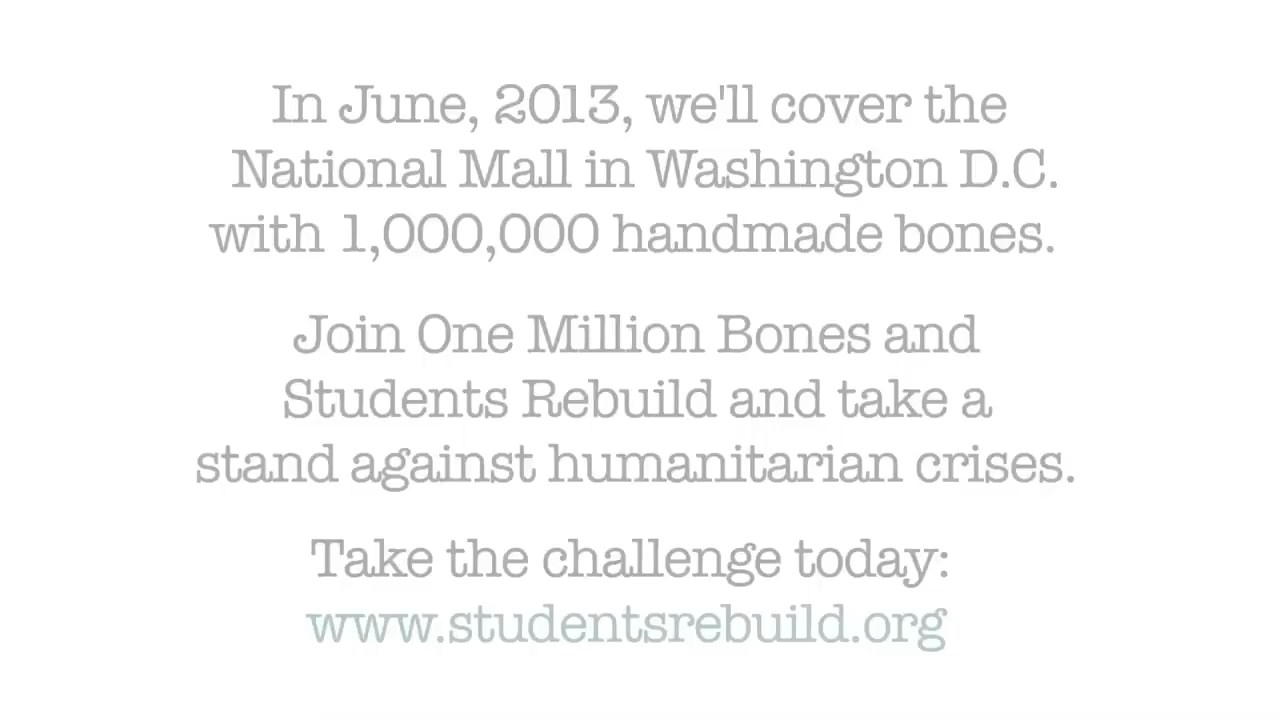 In June, 2013, we'll cover the
National Mall in Washington D.C.
with 1,000,000 handmade bones.
Join One Million Bones and
Students Rebuild and take a
stand against humanitarian crises.
Take the challenge today:
www.studentsrebuild.org